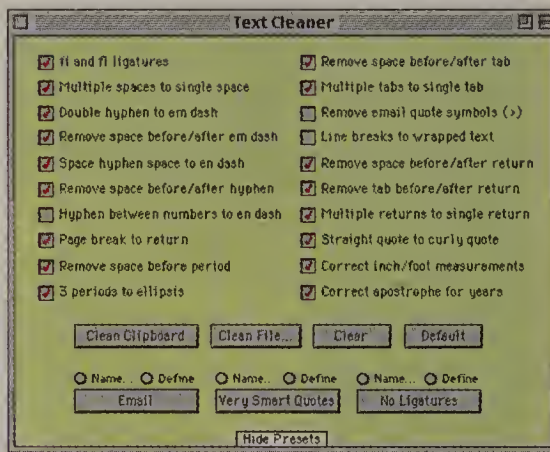 Text Cleaner
fi and fl ligatures
Multiple spaces to single space
Double hyphen to em dash
Remove space before/after em dash
Space hyphen space to en dash
Remove space before/after hyphen
Hyphen between numbers to en dash
Page break to return
Remove space before period
3 periods to ellipsis
Remove space before/after tab
Multiple tabs to single tab
Remove email quote symbols (>)
Line breaks to wrapped text
Remove space before/after return
Remove tab before/after return
Multiple returns to single return
Straight quote to curly quote
Correct inch/foot measurements
Correct apostrophe for years
Clean Clipboard Clean File... Clear Default
Name.. Define Name.. Define Name... Define
Email Very Smart Quotes No Ligatures
Hide Presets